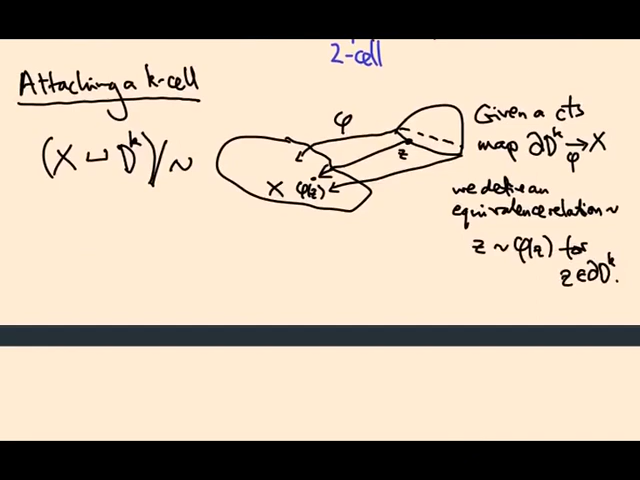 2-cell
Attaching a k-cell
(X ⊔ D^k)/~
φ
z
X φ(z)
Given a cts
map ∂D^k →φ X
we define an
equivalence relation ~
z ~ φ(z) for
z ∈ ∂D^k.